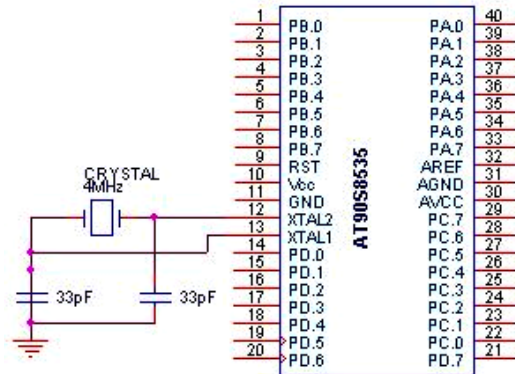 1 PB.0 PA.0 40
2 PB.1 PA.1 39
3 PB.2 PA.2 38
4 PB.3 PA.3 37
5 PB.4 PA.4 36
6 PB.5 PA.5 35
7 PB.6 PA.6 34
8 PB.7 PA.7 33
9 RST AREF 32
10 Vcc AGND 31
11 GND AVCC 30
12 XTAL2 PC.7 29
13 XTAL1 PC.6 28
14 PD.0 PC.5 27
15 PD.1 PC.4 26
16 PD.2 PC.3 25
17 PD.3 PC.2 24
18 PD.4 PC.1 23
19 PD.5 PC.0 22
20 PD.6 PD.7 21
AT90S8535
CRYSTAL
4MHz
33pF 33pF